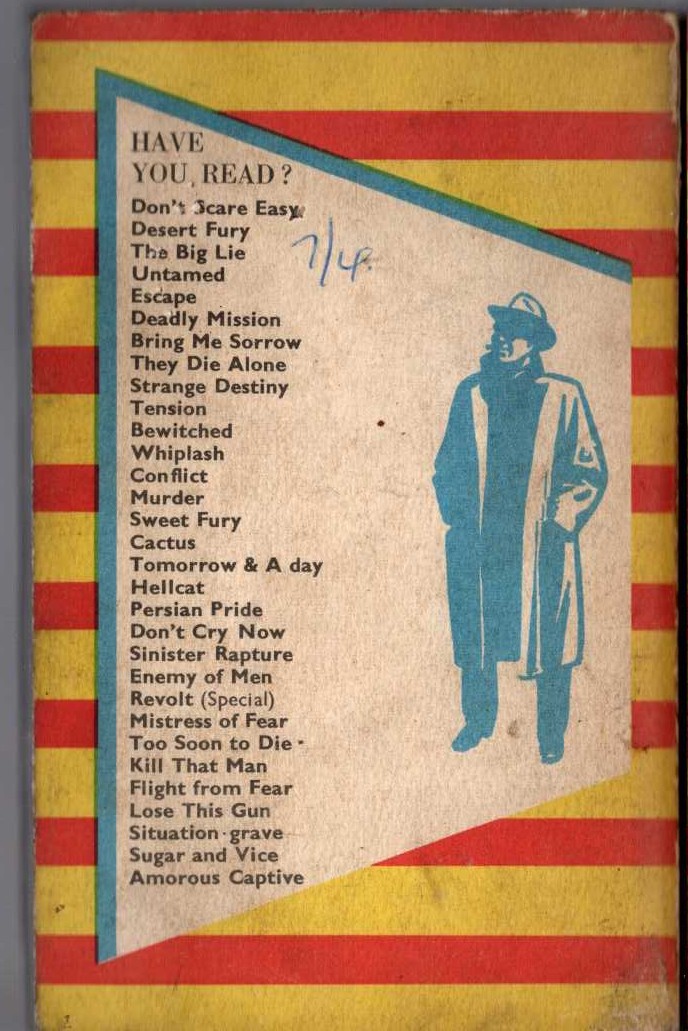 HAVE
YOU READ?
Don't Scare Easy
Desert Fury
The Big Lie
Untamed
Escape
Deadly Mission
Bring Me Sorrow
They Die Alone
Strange Destiny
Tension
Bewitched
Whiplash
Conflict
Murder
Sweet Fury
Cactus
Tomorrow & A day
Hellcat
Persian Pride
Don't Cry Now
Sinister Rapture
Enemy of Men
Revolt (Special)
Mistress of Fear
Too Soon to Die
Kill That Man
Flight from Fear
Lose This Gun
Situation·grave
Sugar and Vice
Amorous Captive